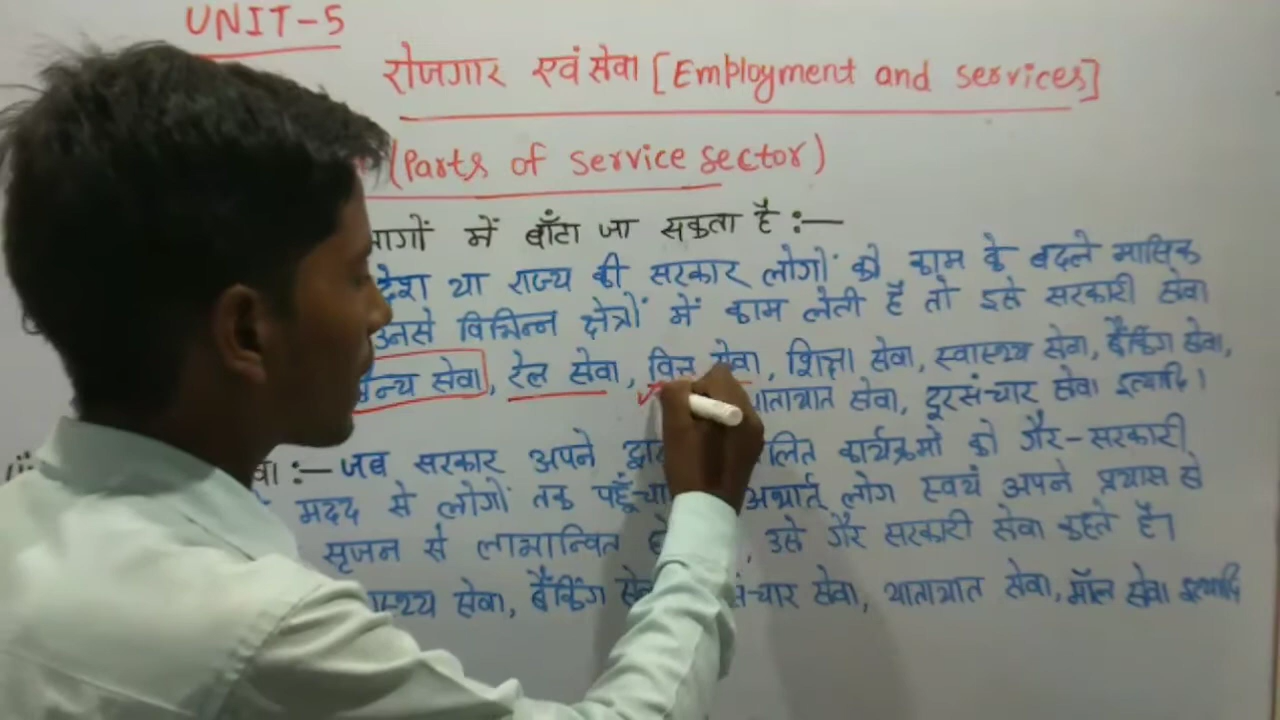 UNIT-5
रोजगार एवं सेवा [Employment and services]
(Parts of service sector)
भागों में बाँटा जा सकता है :—
देश या राज्य की सरकार लोगों को काम के बदले मासिक
उनसे विभिन्न क्षेत्रों में काम लेती है तो इसे सरकारी सेवा
सैन्य सेवा, रेल सेवा, वित्त सेवा, शिक्षा सेवा, स्वास्थ्य सेवा, बैंकिंग सेवा,
यातायात सेवा, दूरसंचार सेवा इत्यादि।
:— जब सरकार अपने कार्यक्रमों को गैर-सरकारी
मदद से लोगों तक अर्थात् लोग स्वयं अपने प्रयास से
सृजन से लाभान्वित उसे गैर सरकारी सेवा कहते हैं।
बैंकिंग सेवा, यातायात सेवा, मॉल सेवा इत्यादि